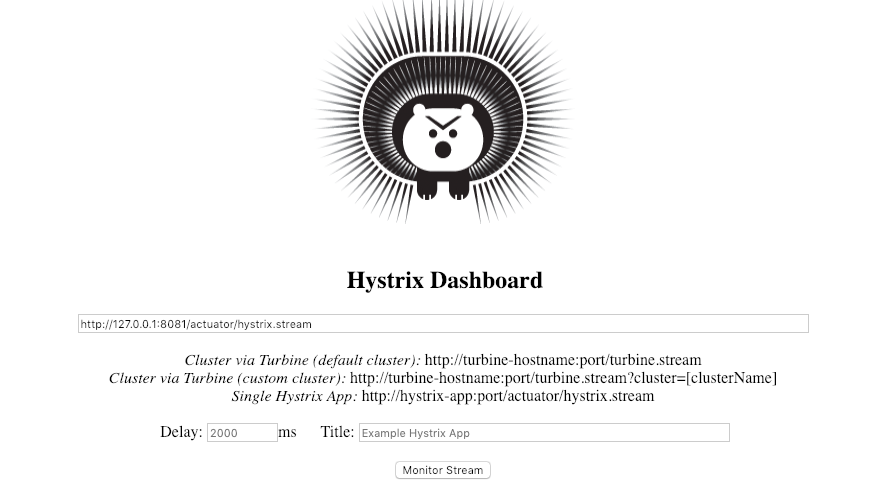 Hystrix Dashboard
http://127.0.0.1:8081/actuator/hystrix.stream
Cluster via Turbine (default cluster): http://turbine-hostname:port/turbine.stream
Cluster via Turbine (custom cluster): http://turbine-hostname:port/turbine.stream?cluster=[clusterName]
Single Hystrix App: http://hystrix-app:port/actuator/hystrix.stream
Delay: 2000 ms Title: Example Hystrix App
Monitor Stream